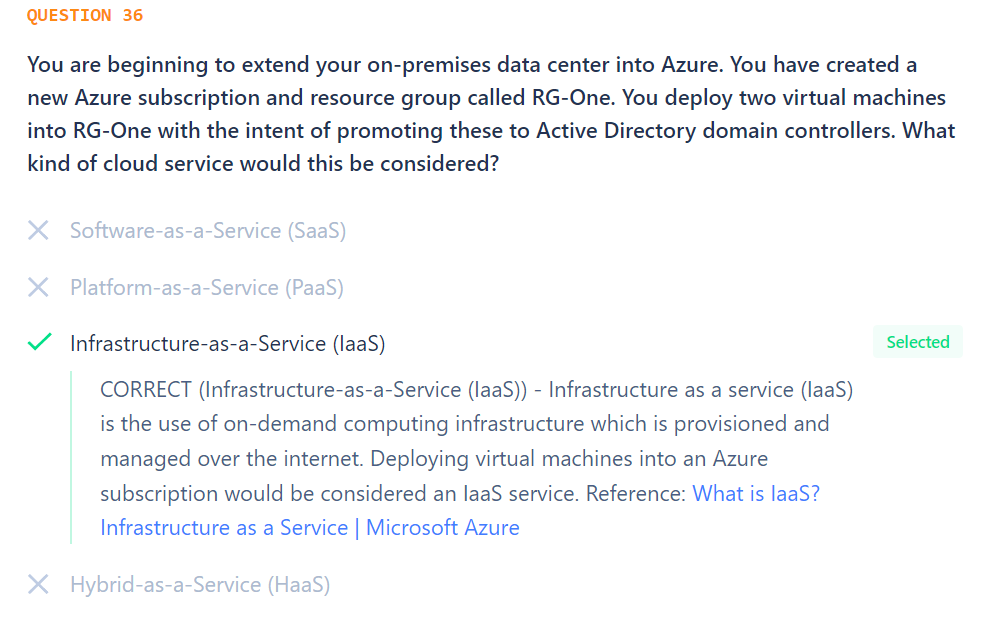 QUESTION 36
You are beginning to extend your on-premises data center into Azure. You have created a
new Azure subscription and resource group called RG-One. You deploy two virtual machines
into RG-One with the intent of promoting these to Active Directory domain controllers. What
kind of cloud service would this be considered?
Software-as-a-Service (SaaS)
Platform-as-a-Service (PaaS)
Infrastructure-as-a-Service (IaaS) Selected
CORRECT (Infrastructure-as-a-Service (IaaS)) - Infrastructure as a service (IaaS)
is the use of on-demand computing infrastructure which is provisioned and
managed over the internet. Deploying virtual machines into an Azure
subscription would be considered an IaaS service. Reference: What is IaaS?
Infrastructure as a Service | Microsoft Azure
Hybrid-as-a-Service (HaaS)